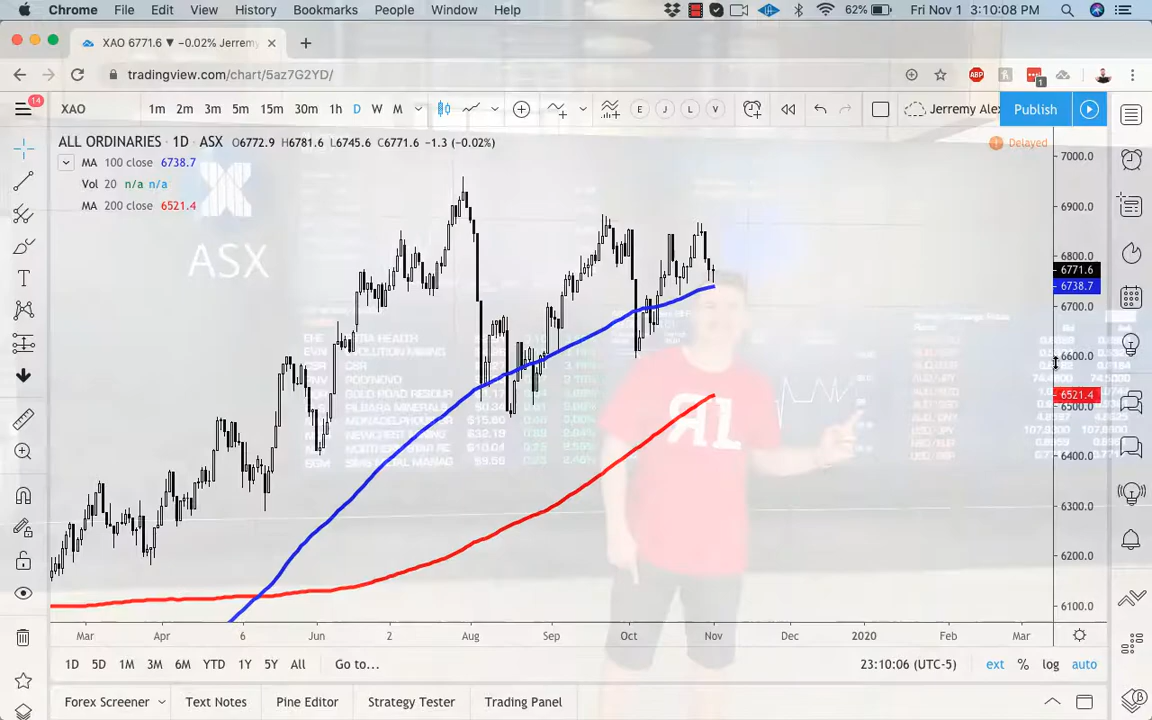 Chrome File Edit View History Bookmarks People Window Help 62% Fri Nov 1 3:10:08 PM
XAO 6771.6 ▼ −0.02% Jerremy
tradingview.com/chart/5az7G2YD/
14 XAO 1m 2m 3m 5m 15m 30m 1h D W M E J L V Jerremy Ale Publish
ALL ORDINARIES · 1D · ASX O6772.9 H6781.6 L6745.6 C6771.6 −1.3 (−0.02%) Delayed
MA 100 close 6738.7
Vol 20 n/a n/a
MA 200 close 6521.4
ASX
7000.0
6900.0
6800.0
6771.6
6738.7
6700.0
6600.0
6521.4
6500.0
6400.0
6300.0
6200.0
6100.0
A1
Mar Apr 6 Jun 2 Aug Sep Oct Nov Dec 2020 Feb Mar
1D 5D 1M 3M 6M YTD 1Y 5Y All Go to... 23:10:06 (UTC-5) ext % log auto
Forex Screener Text Notes Pine Editor Strategy Tester Trading Panel